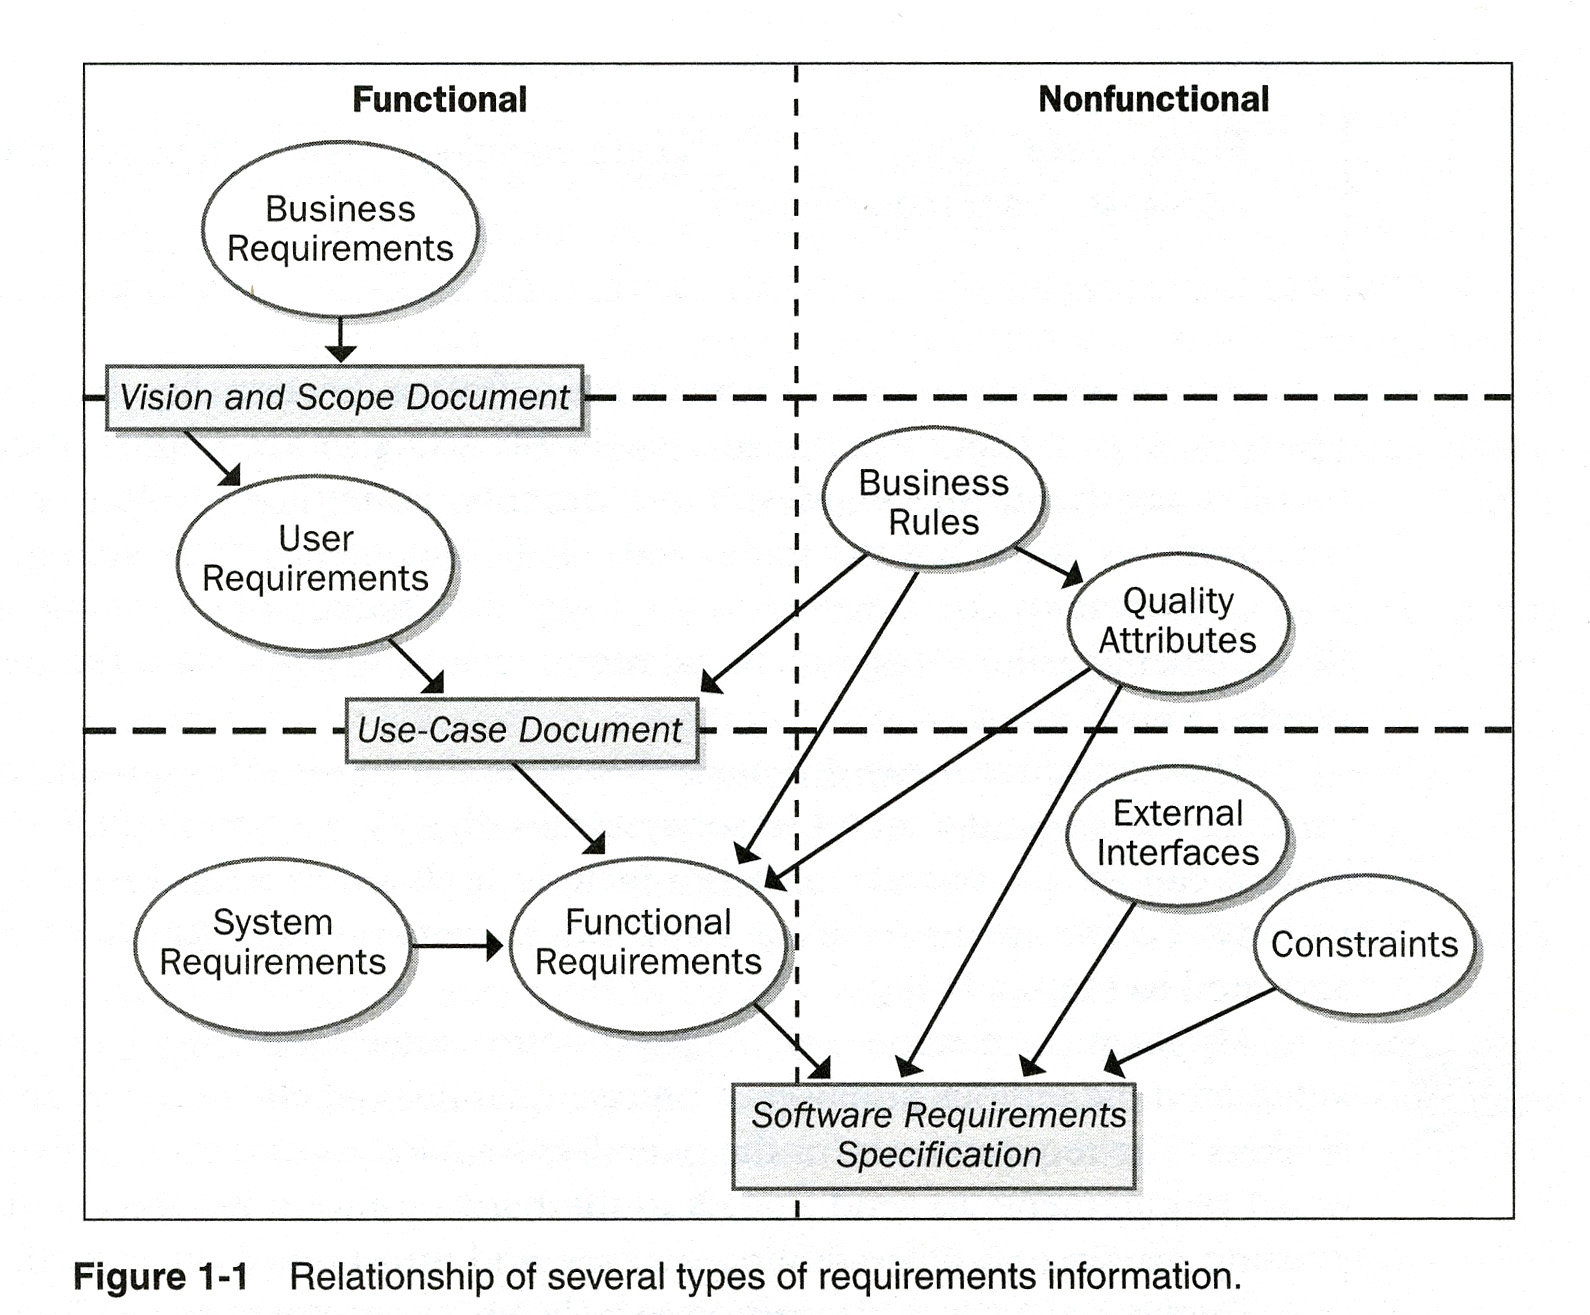 Functional
Nonfunctional
Business
Requirements
Vision and Scope Document
Business
Rules
User
Requirements
Quality
Attributes
Use-Case Document
External
Interfaces
System
Requirements
Functional
Requirements
Constraints
Software Requirements
Specification
Figure 1-1 Relationship of several types of requirements information.